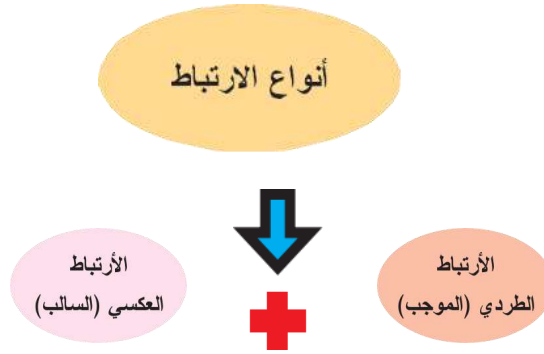 أنواع الارتباط
الأرتباط
الطردي (الموجب)
الأرتباط
العكسي (السالب)